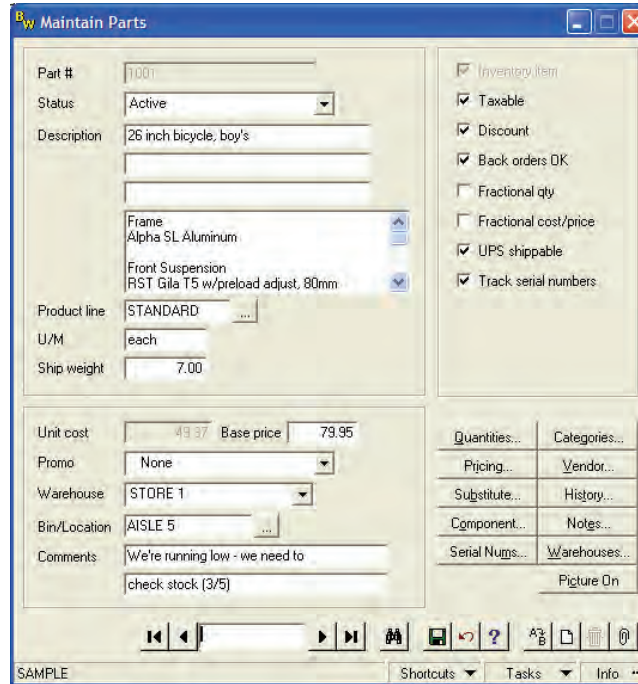 BW Maintain Parts
Part # 1001
Status Active
Description 26 inch bicycle, boy's
Frame
Alpha SL Aluminum
Front Suspension
RST Gila T5 w/preload adjust, 80mm
Product line STANDARD ...
U/M each
Ship weight 7.00
Inventory item
Taxable
Discount
Back orders OK
Fractional qty
Fractional cost/price
UPS shippable
Track serial numbers
Unit cost 49.97 Base price 79.95
Promo None
Warehouse STORE 1
Bin/Location AISLE 5 ...
Comments We're running low - we need to
check stock (3/5)
Quantities... Categories...
Pricing... Vendor...
Substitute... History...
Component... Notes...
Serial Nums... Warehouses...
Picture On
SAMPLE Shortcuts Tasks Info